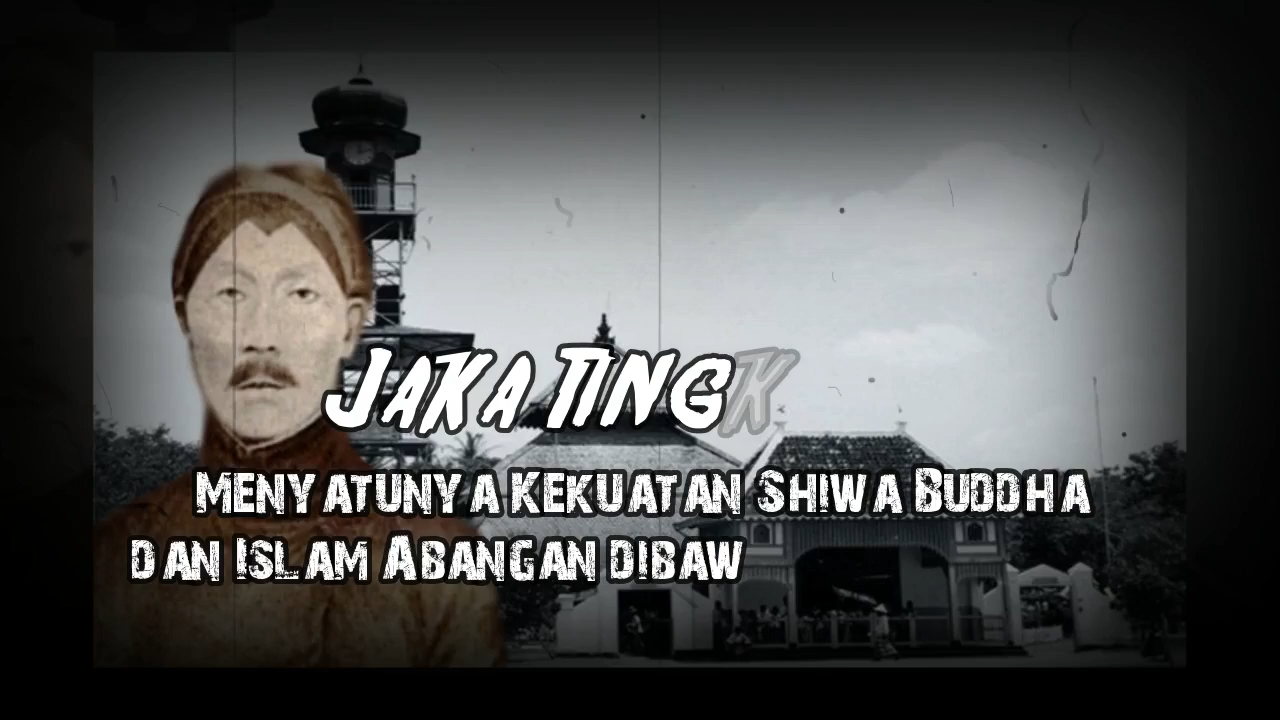 JAKA TINGK
MENYATUNYA KEKUATAN SHIWA BUDDHA
DAN ISLAM ABANGAN DIBAW